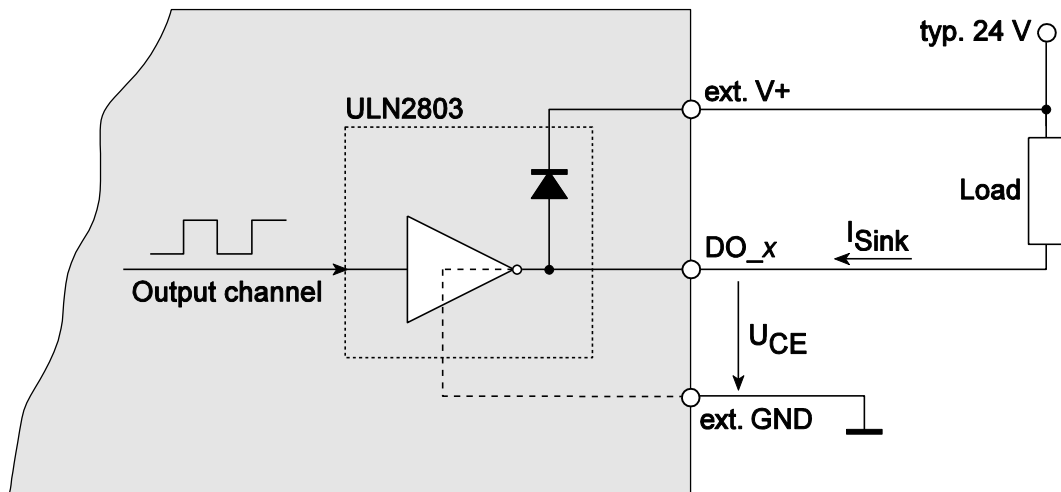 typ. 24 V
ext. V+
ULN2803
Load
DO_x
ISink
Output channel
UCE
ext. GND